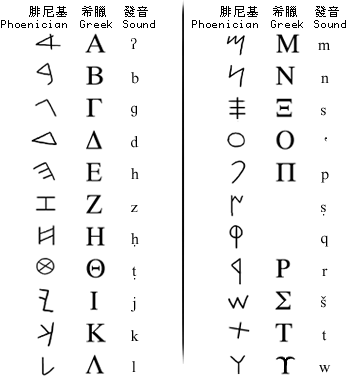 腓尼基 希臘 發音
Phoenician Greek Sound
𐤀 Α ʔ
𐤁 Β b
𐤂 Γ g
𐤃 Δ d
𐤄 Ε h
𐤆 Ζ z
𐤇 Η ḥ
𐤈 Θ ṭ
𐤉 Ι j
𐤊 Κ k
𐤋 Λ l
腓尼基 希臘 發音
Phoenician Greek Sound
𐤌 Μ m
𐤍 Ν n
𐤎 Ξ s
𐤏 Ο ʿ
𐤐 Π p
𐤑 ṣ
𐤒 q
𐤓 Ρ r
𐤔 Σ š
𐤕 Τ t
𐤅 ϒ w